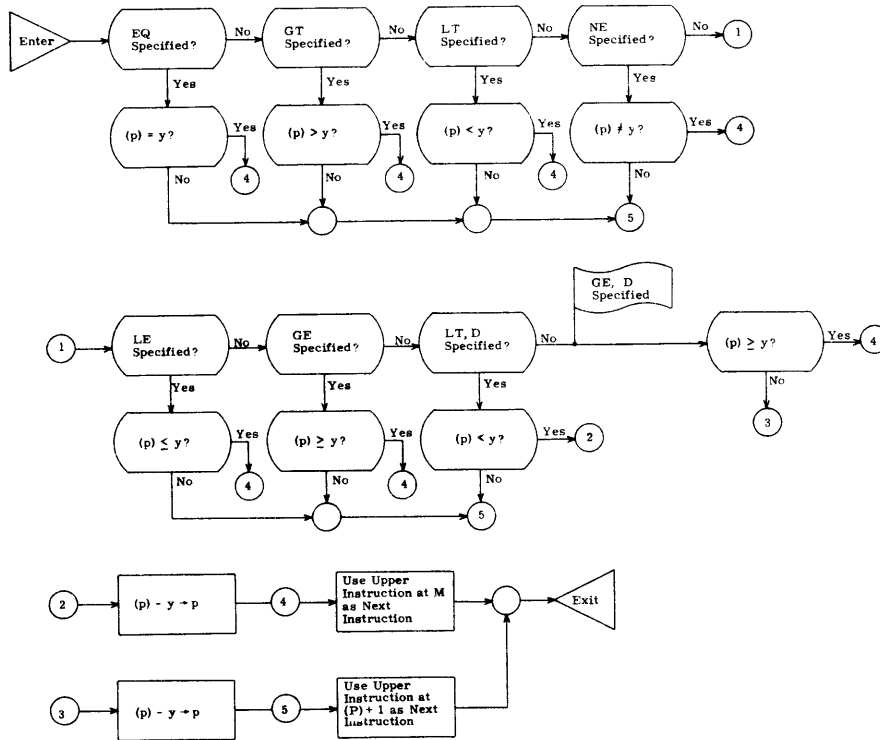 Enter
EQ
Specified?
No
GT
Specified?
No
LT
Specified?
No
NE
Specified?
No
1
Yes
Yes
Yes
Yes
(p) = y?
Yes
4
(p) > y?
Yes
4
(p) < y?
Yes
4
(p) ≠ y?
Yes
4
No
No
No
No
5
GE, D
Specified
1
LE
Specified?
No
GE
Specified?
No
LT, D
Specified?
No
(p) ≥ y?
Yes
4
No
3
Yes
Yes
Yes
(p) ≤ y?
Yes
4
(p) ≥ y?
Yes
4
(p) < y?
Yes
2
No
No
No
5
2
(p) - y → p
4
Use Upper
Instruction at M
as Next
Instruction
Exit
3
(p) - y → p
5
Use Upper
Instruction at
(P) + 1 as Next
Instruction